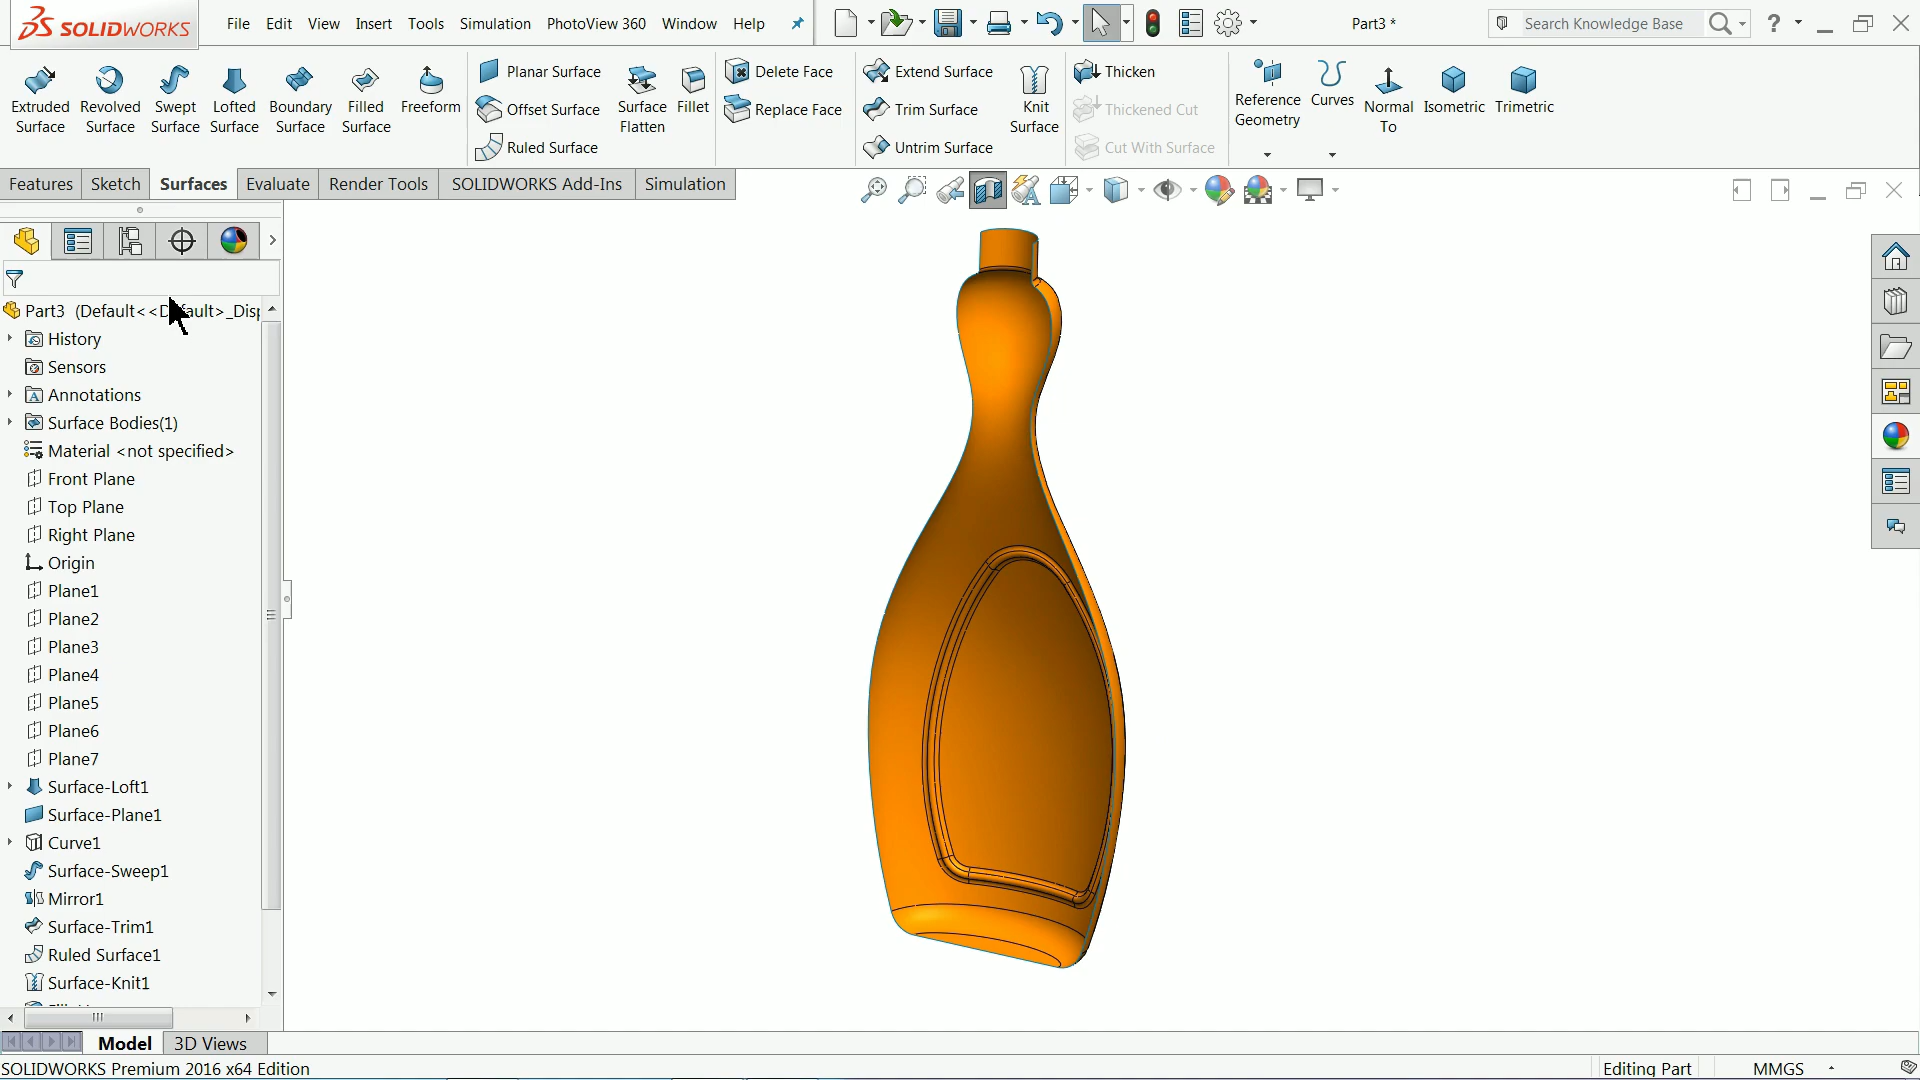 SOLIDWORKS File Edit View Insert Tools Simulation PhotoView 360 Window Help Part3 * Search Knowledge Base ?
Extruded Surface
Revolved Surface
Swept Surface
Lofted Surface
Boundary Surface
Filled Surface
Freeform
Planar Surface
Offset Surface
Ruled Surface
Surface Flatten
Fillet
Delete Face
Replace Face
Extend Surface
Trim Surface
Untrim Surface
Knit Surface
Thicken
Thickened Cut
Cut With Surface
Reference Geometry
Curves
Normal To
Isometric
Trimetric
Features Sketch Surfaces Evaluate Render Tools SOLIDWORKS Add-Ins Simulation
Part3 (Default<<Default>_Disp
History
Sensors
Annotations
Surface Bodies(1)
Material <not specified>
Front Plane
Top Plane
Right Plane
Origin
Plane1
Plane2
Plane3
Plane4
Plane5
Plane6
Plane7
Surface-Loft1
Surface-Plane1
Curve1
Surface-Sweep1
Mirror1
Surface-Trim1
Ruled Surface1
Surface-Knit1
Model 3D Views
SOLIDWORKS Premium 2016 x64 Edition Editing Part MMGS